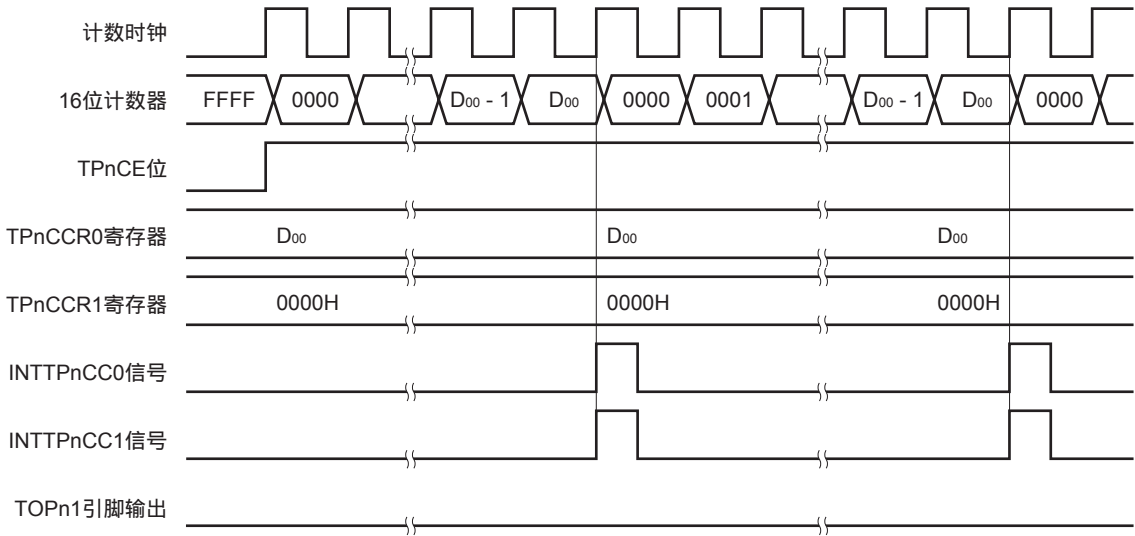 计数时钟
16位计数器 FFFF 0000 D00 - 1 D00 0000 0001 D00 - 1 D00 0000
TPnCE位
TPnCCR0寄存器 D00 D00 D00
TPnCCR1寄存器 0000H 0000H 0000H
INTTPnCC0信号
INTTPnCC1信号
TOPn1引脚输出